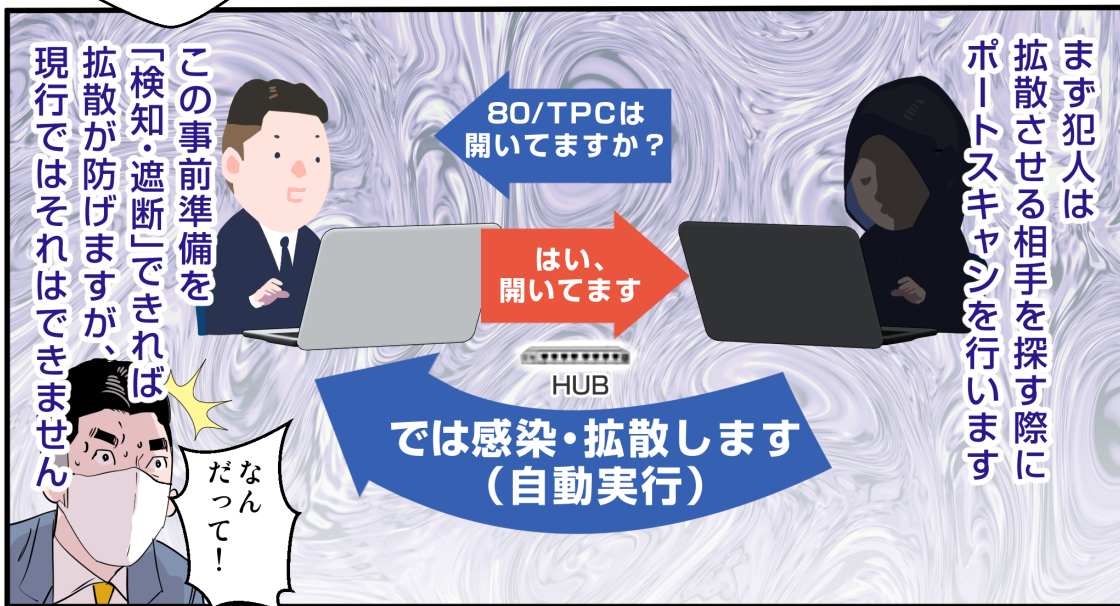 まず犯人は
拡散させる相手を探す際に
ポートスキャンを行います
80/TPCは
開いてますか？
はい、
開いてます
HUB
では感染・拡散します
（自動実行）
この事前準備を
「検知・遮断」できれば
拡散が防げますが、
現行ではそれはできません
なん
だって！